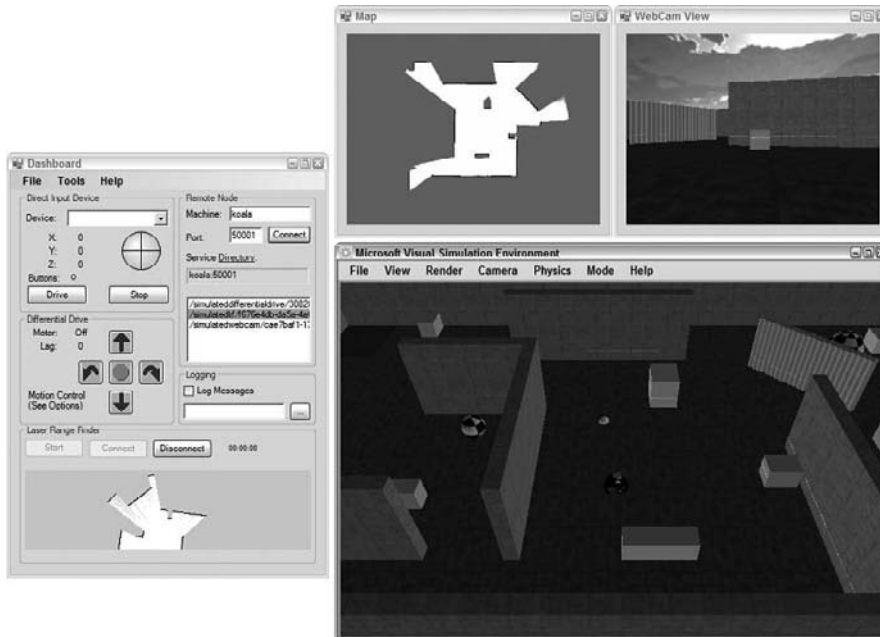 Map
WebCam View
Dashboard
File Tools Help
Direct Input Device
Device:
X: 0
Y: 0
Z: 0
Buttons: 0
Drive Stop
Remote Node
Machine: koala
Port: 50001 Connect
Service Directory:
koala:50001
/simulatedwebcam/cae7baf1-1
Differential Drive
Motor: Off
Lag: 0
Motion Control
(See Options)
Logging
Log Messages
...
Laser Range Finder
Start Connect Disconnect 00:00:00
Microsoft Visual Simulation Environment
File View Render Camera Physics Mode Help